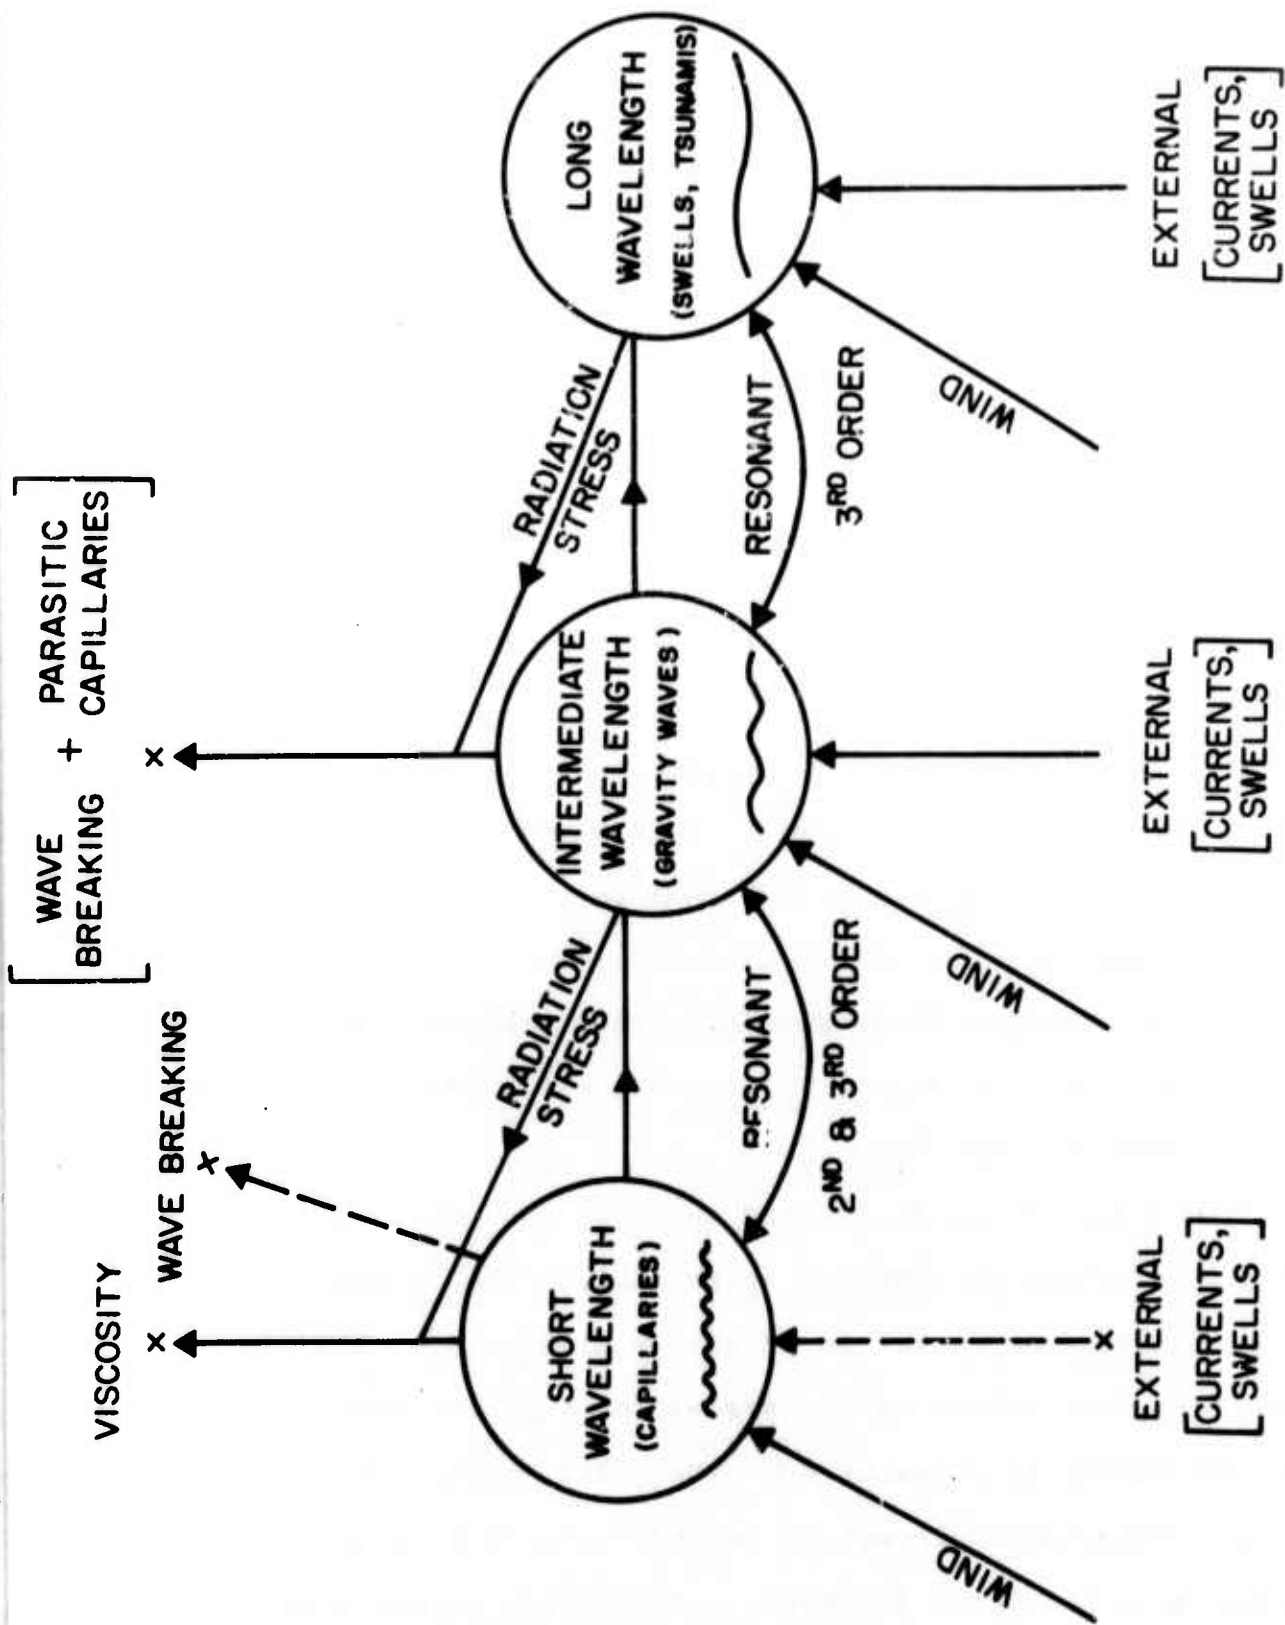 VISCOSITY
WAVE BREAKING
[WAVE
BREAKING + PARASITIC
CAPILLARIES]
SHORT
WAVELENGTH
(CAPILLARIES)
RADIATION
STRESS
INTERMEDIATE
WAVELENGTH
(GRAVITY WAVES)
RADIATION
STRESS
LONG
WAVELENGTH
(SWELLS, TSUNAMIS)
RESONANT
2ND & 3RD ORDER
RESONANT
3RD ORDER
WIND
WIND
WIND
EXTERNAL
[CURRENTS,
SWELLS]
EXTERNAL
[CURRENTS,
SWELLS]
EXTERNAL
[CURRENTS,
SWELLS]